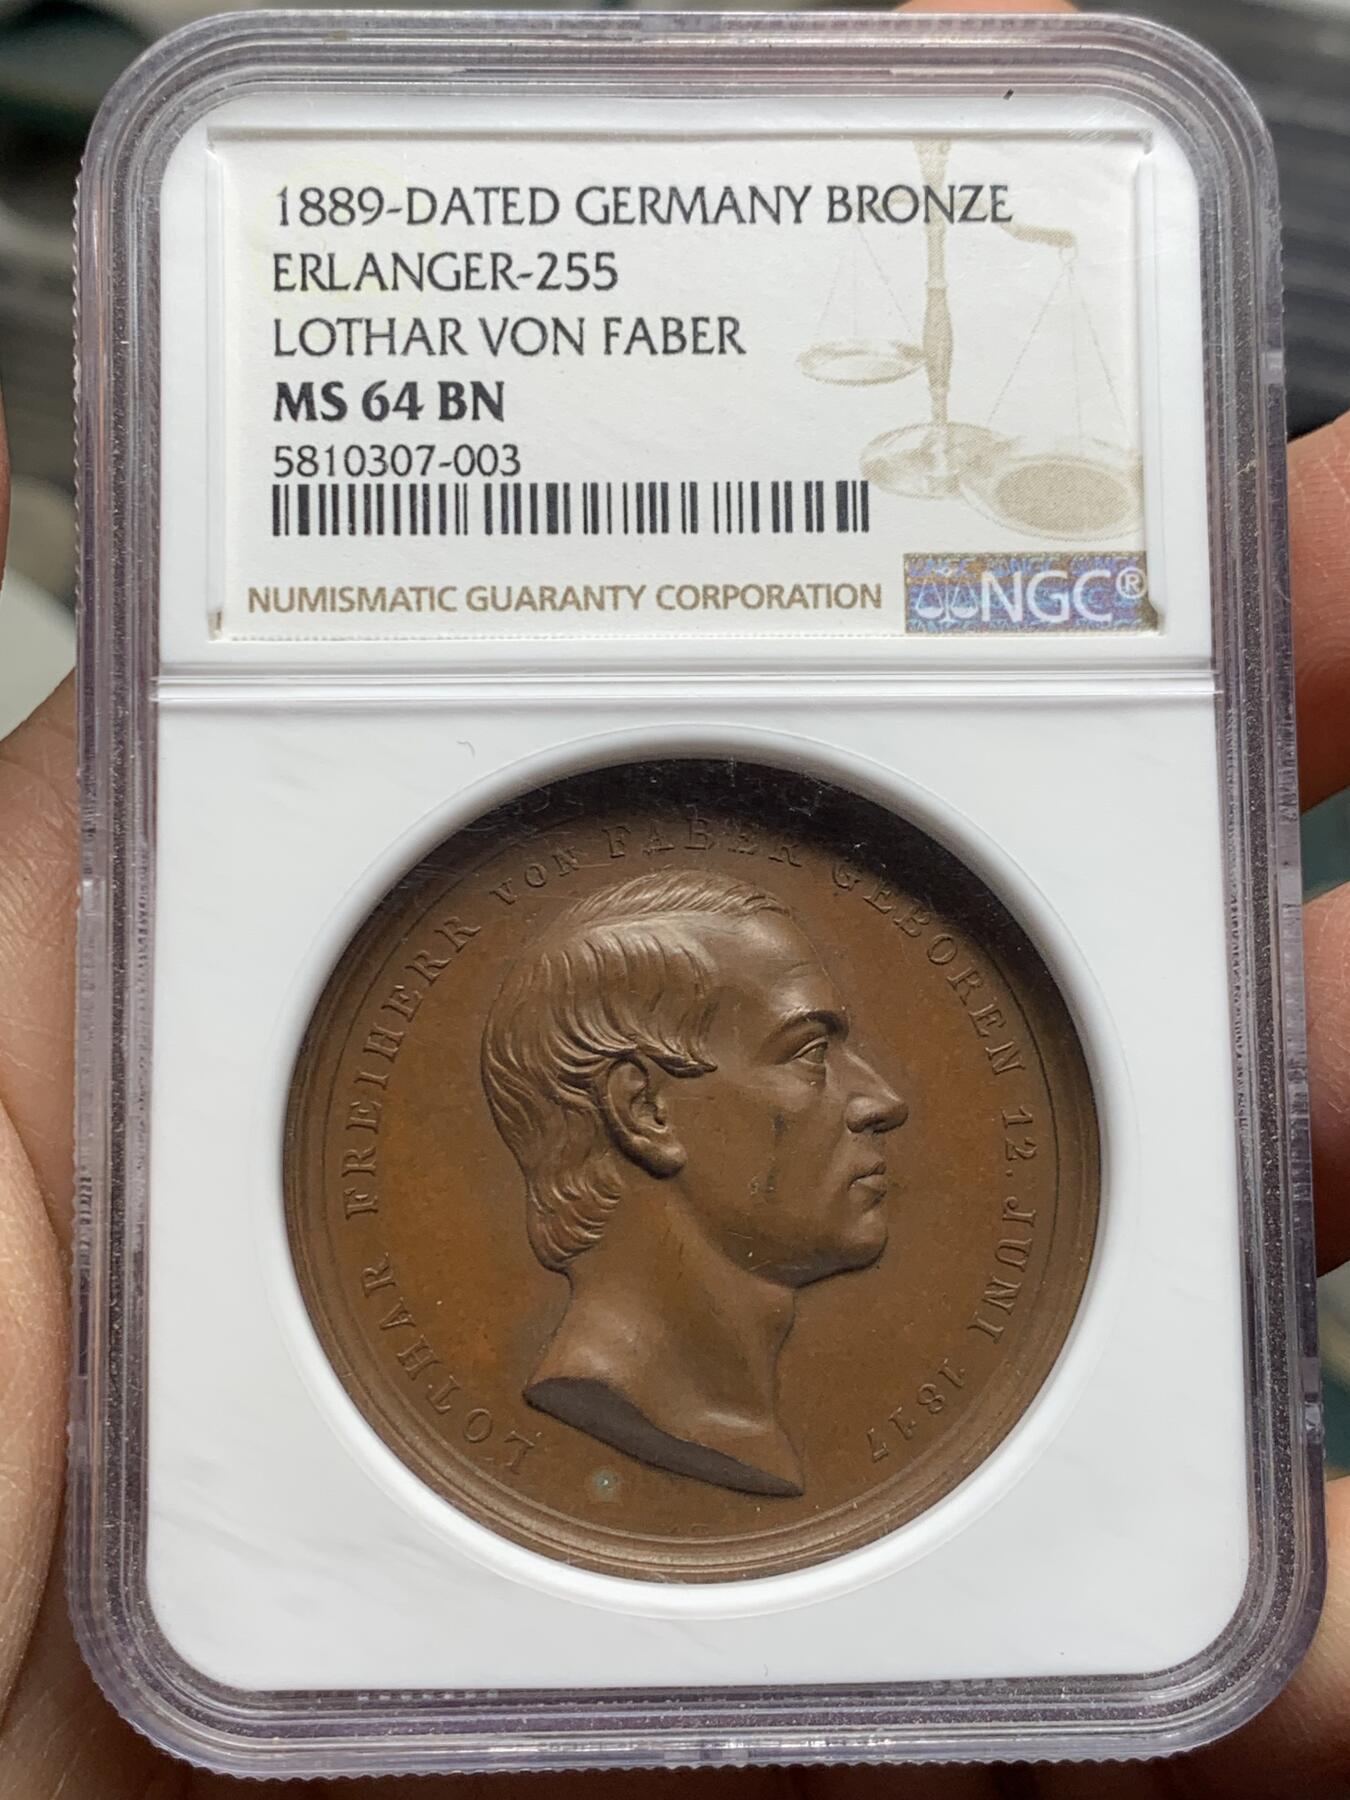 1889-DATED GERMANY BRONZE
ERLANGER-255
LOTHAR VON FABER
MS 64 BN
5810307-003
NUMISMATIC GUARANTY CORPORATION
NGC®
LOTHAR FREIHERR VON FABER GEBOREN 12. JUNI 1817